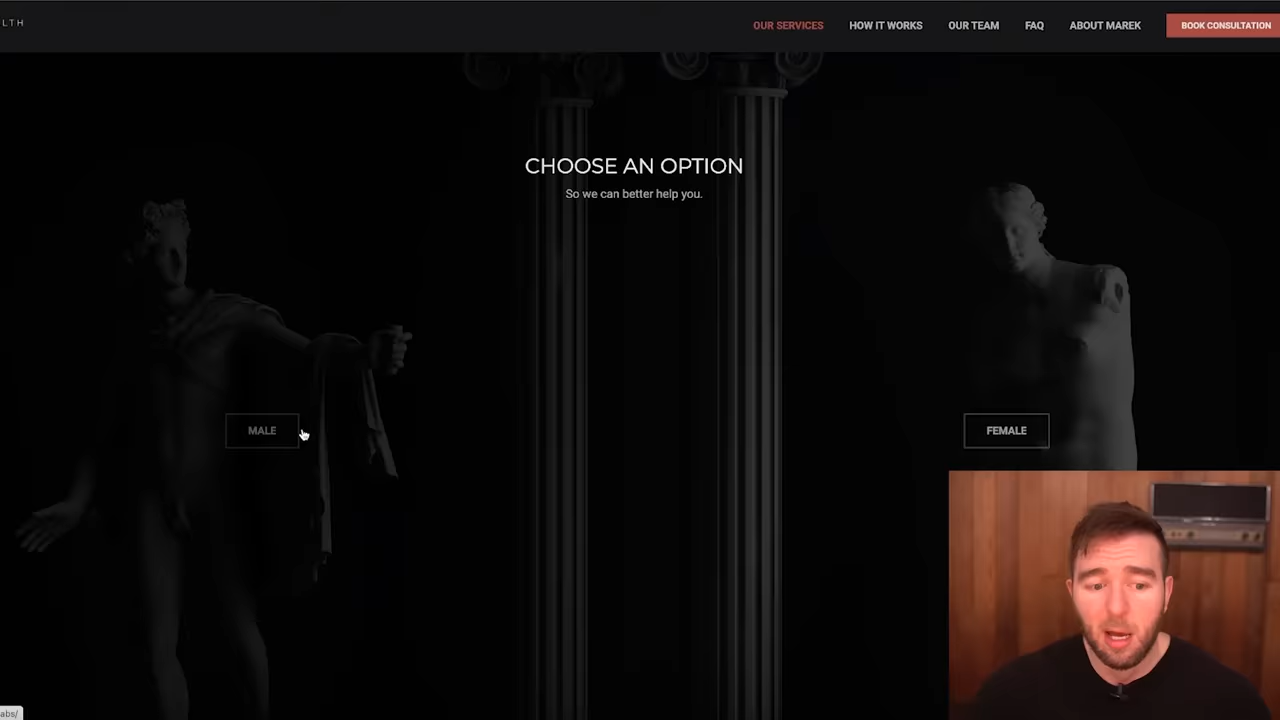 LTH
OUR SERVICES
HOW IT WORKS
OUR TEAM
FAQ
ABOUT MAREK
BOOK CONSULTATION
CHOOSE AN OPTION
So we can better help you.
MALE
FEMALE
abs/